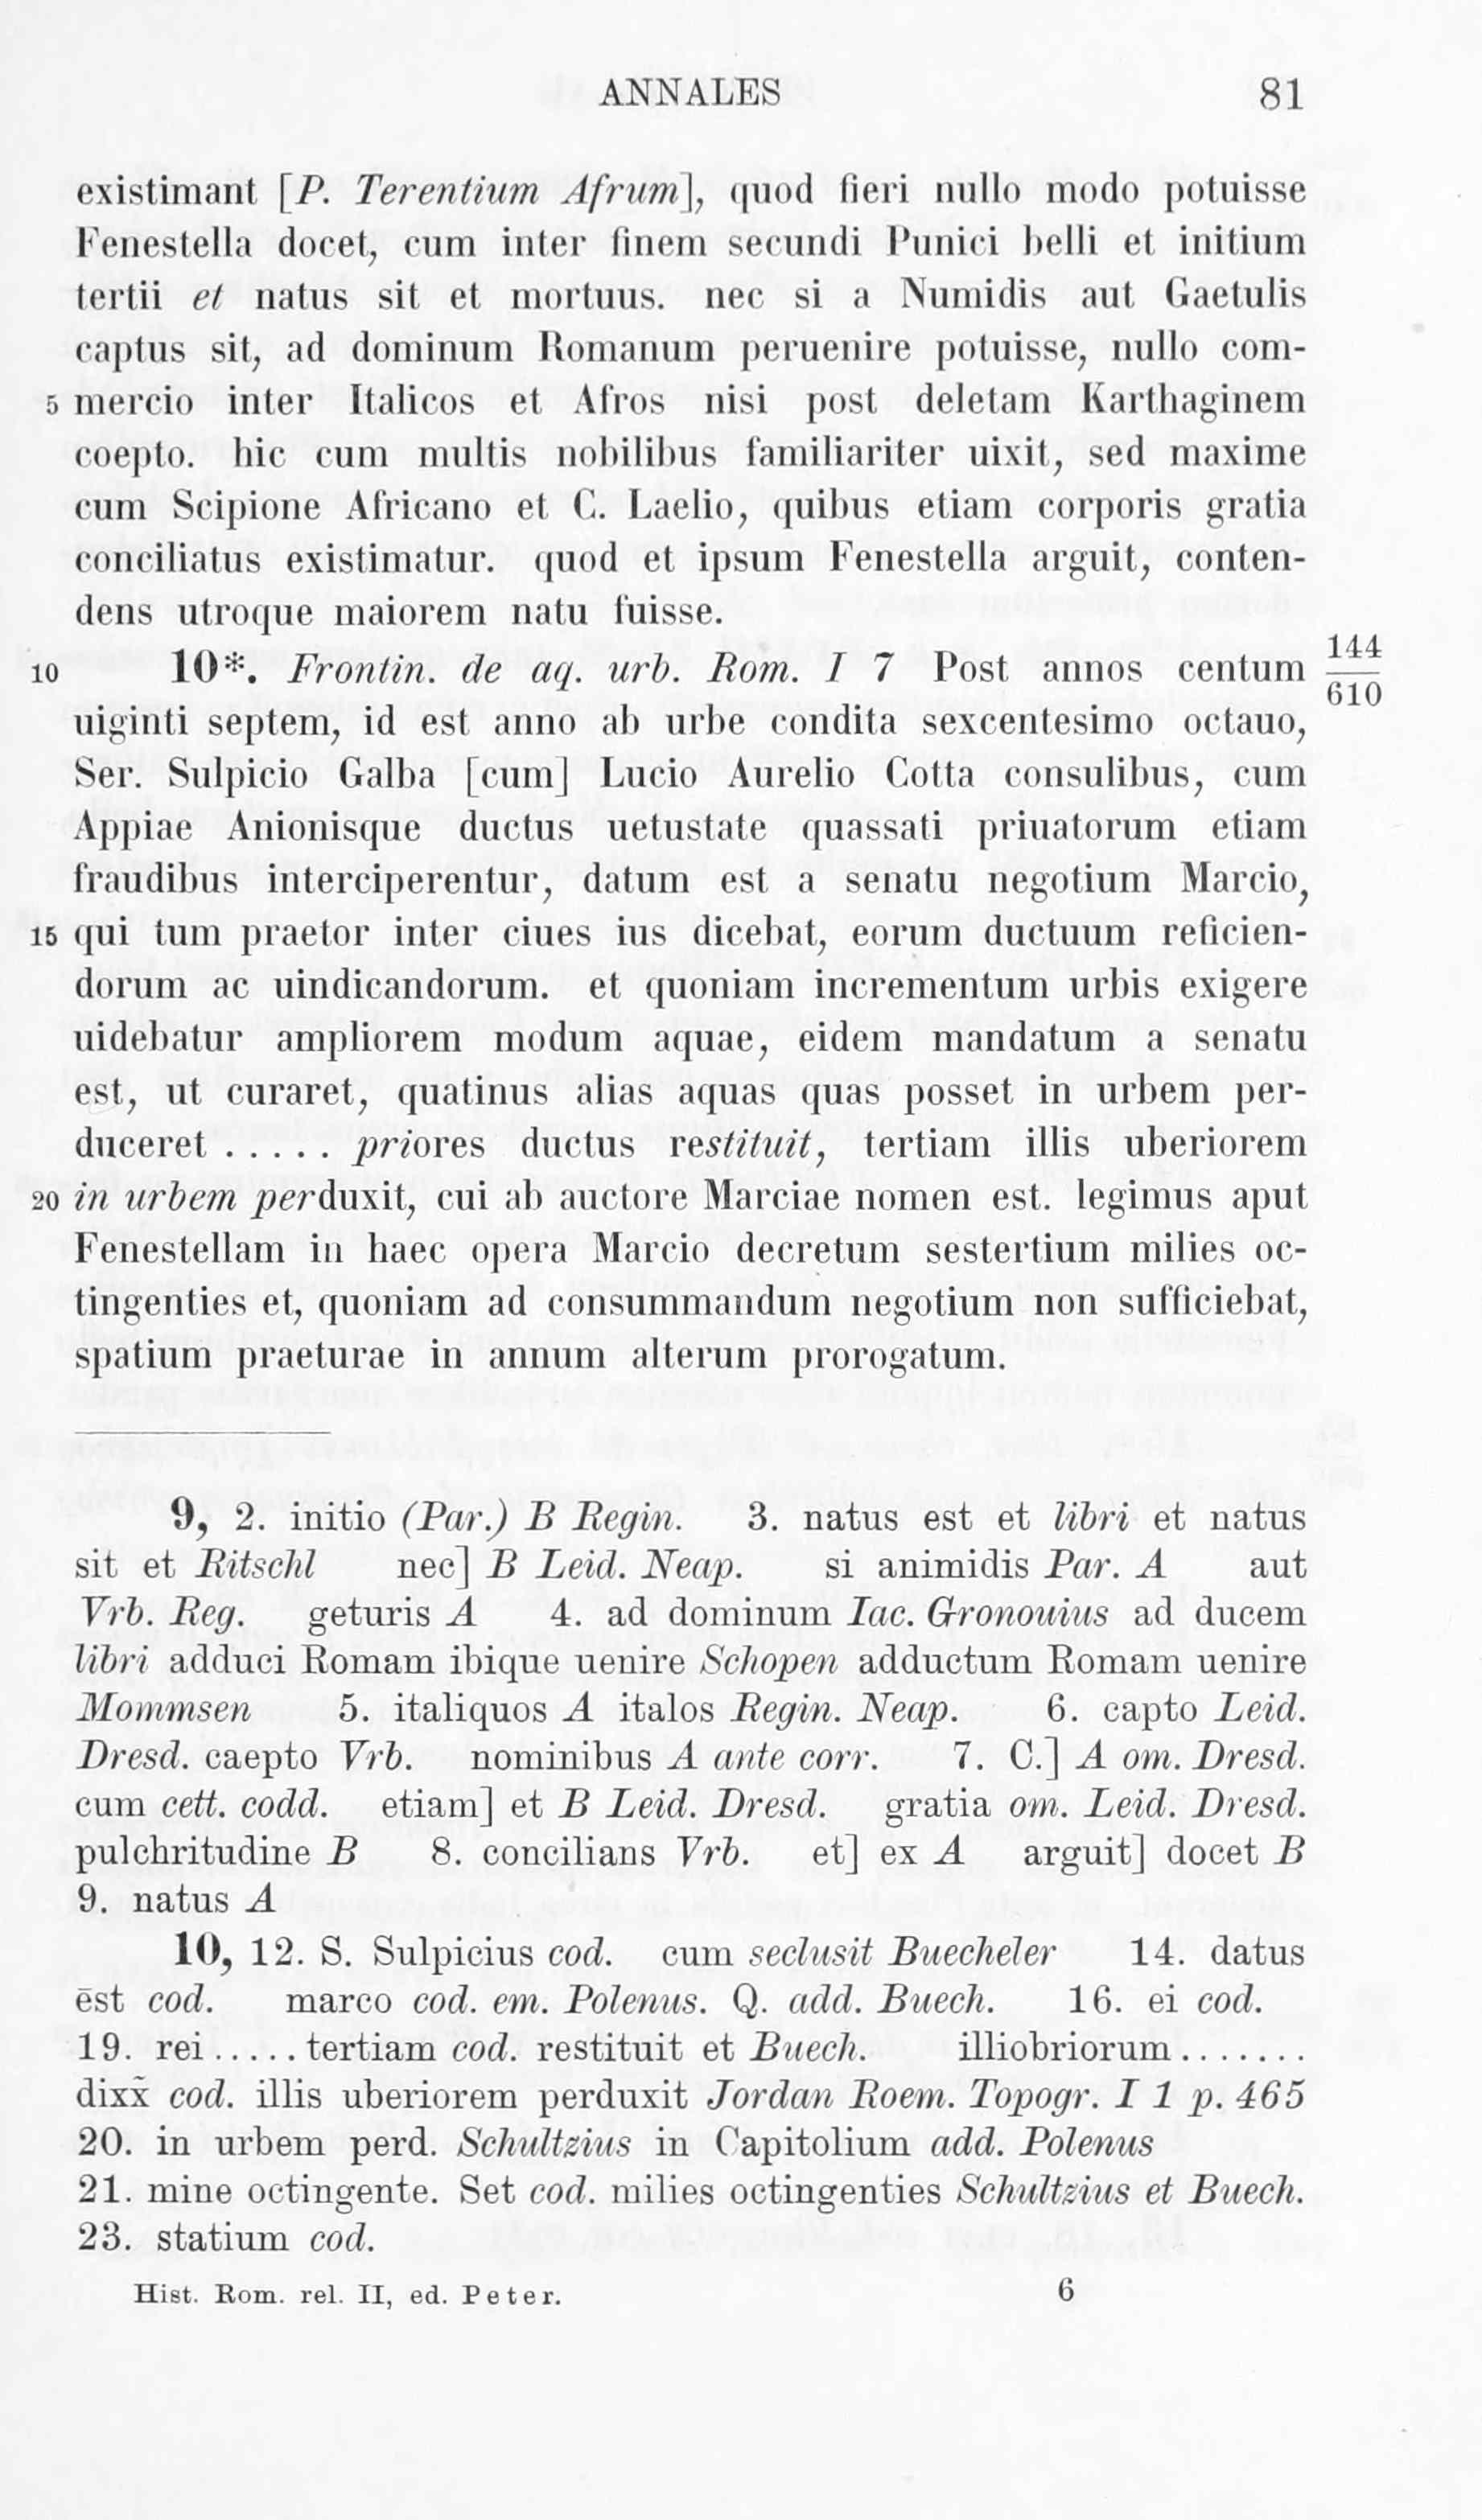 ANNALES 81
existimant [P. Terentium Afrum], quod fieri nullo modo potuisse
Fenestella docet, cum inter finem secundi Punici belli et initium
tertii et natus sit et mortuus. nec si a Numidis aut Gaetulis
captus sit, ad dominum Romanum peruenire potuisse, nullo com-
5 mercio inter Italicos et Afros nisi post deletam Karthaginem
coepto. hic cum multis nobilibus familiariter uixit, sed maxime
cum Scipione Africano et C. Laelio, quibus etiam corporis gratia
conciliatus existimatur. quod et ipsum Fenestella arguit, conten-
dens utroque maiorem natu fuisse.
10 10*. Frontin. de aq. urb. Rom. I 7 Post annos centum 144/610
uiginti septem, id est anno ab urbe condita sexcentesimo octauo,
Ser. Sulpicio Galba [cum] Lucio Aurelio Cotta consulibus, cum
Appiae Anionisque ductus uetustate quassati priuatorum etiam
fraudibus interciperentur, datum est a senatu negotium Marcio,
15 qui tum praetor inter ciues ius dicebat, eorum ductuum reficien-
dorum ac uindicandorum. et quoniam incrementum urbis exigere
uidebatur ampliorem modum aquae, eidem mandatum a senatu
est, ut curaret, quatinus alias aquas quas posset in urbem per-
duceret ..... priores ductus restituit, tertiam illis uberiorem
20 in urbem perduxit, cui ab auctore Marciae nomen est. legimus aput
Fenestellam in haec opera Marcio decretum sestertium milies oc-
tingenties et, quoniam ad consummandum negotium non sufficiebat,
spatium praeturae in annum alterum prorogatum.
9, 2. initio (Par.) B Regin. 3. natus est et libri et natus
sit et Ritschl nec] B Leid. Neap. si animidis Par. A aut
Vrb. Reg. geturis A 4. ad dominum Iac. Gronouius ad ducem
libri adduci Romam ibique uenire Schopen adductum Romam uenire
Mommsen 5. italiquos A italos Regin. Neap. 6. capto Leid.
Dresd. caepto Vrb. nominibus A ante corr. 7. C.] A om. Dresd.
cum cett. codd. etiam] et B Leid. Dresd. gratia om. Leid. Dresd.
pulchritudine B 8. concilians Vrb. et] ex A arguit] docet B
9. natus A
10, 12. S. Sulpicius cod. cum seclusit Buecheler 14. datus
ēst cod. marco cod. em. Polenus. Q. add. Buech. 16. ei cod.
19. rei ..... tertiam cod. restituit et Buech. illiobriorum .......
dixx̃ cod. illis uberiorem perduxit Jordan Roem. Topogr. I 1 p. 465
20. in urbem perd. Schultzius in Capitolium add. Polenus
21. mine octingente. Set cod. milies octingenties Schultzius et Buech.
23. statium cod.
Hist. Rom. rel. II, ed. Peter. 6